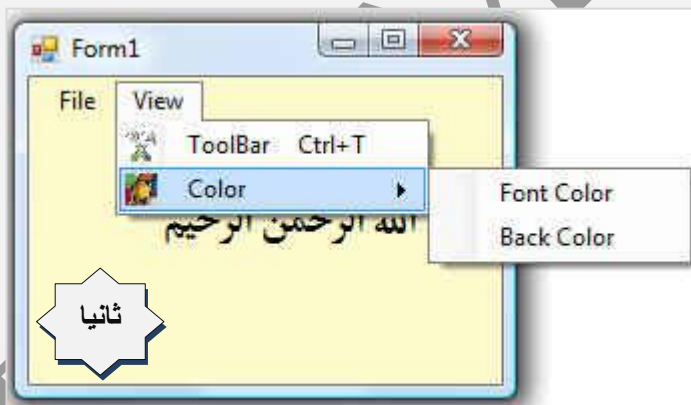 Form1
File View
ToolBar Ctrl+T
Color
Font Color
Back Color
الله الرحمن الرحيم
ثانيا